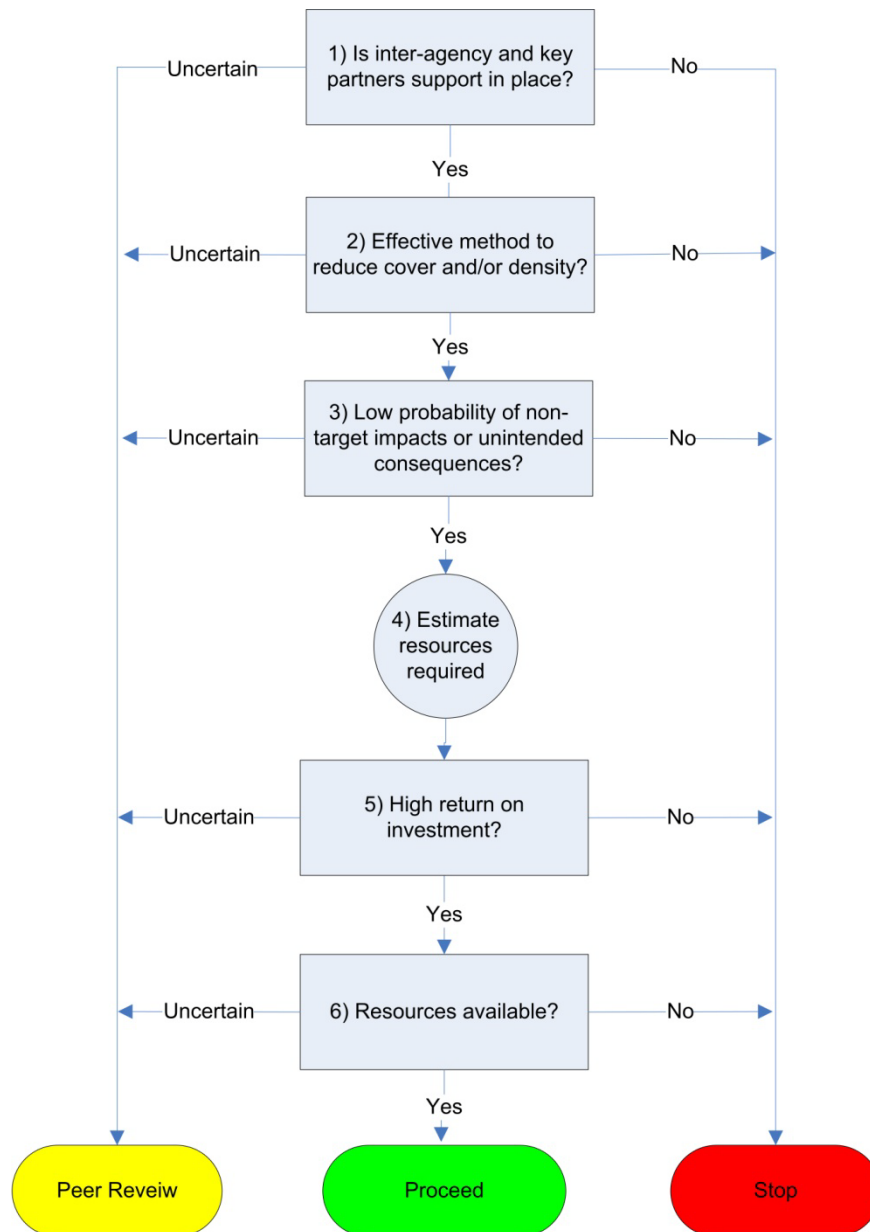 1) Is inter-agency and key
partners support in place?
Uncertain
No
Yes
2) Effective method to
reduce cover and/or density?
Uncertain
No
Yes
3) Low probability of non-
target impacts or unintended
consequences?
Uncertain
No
Yes
4) Estimate
resources
required
5) High return on
investment?
Uncertain
No
Yes
6) Resources available?
Uncertain
No
Yes
Peer Reveiw
Proceed
Stop